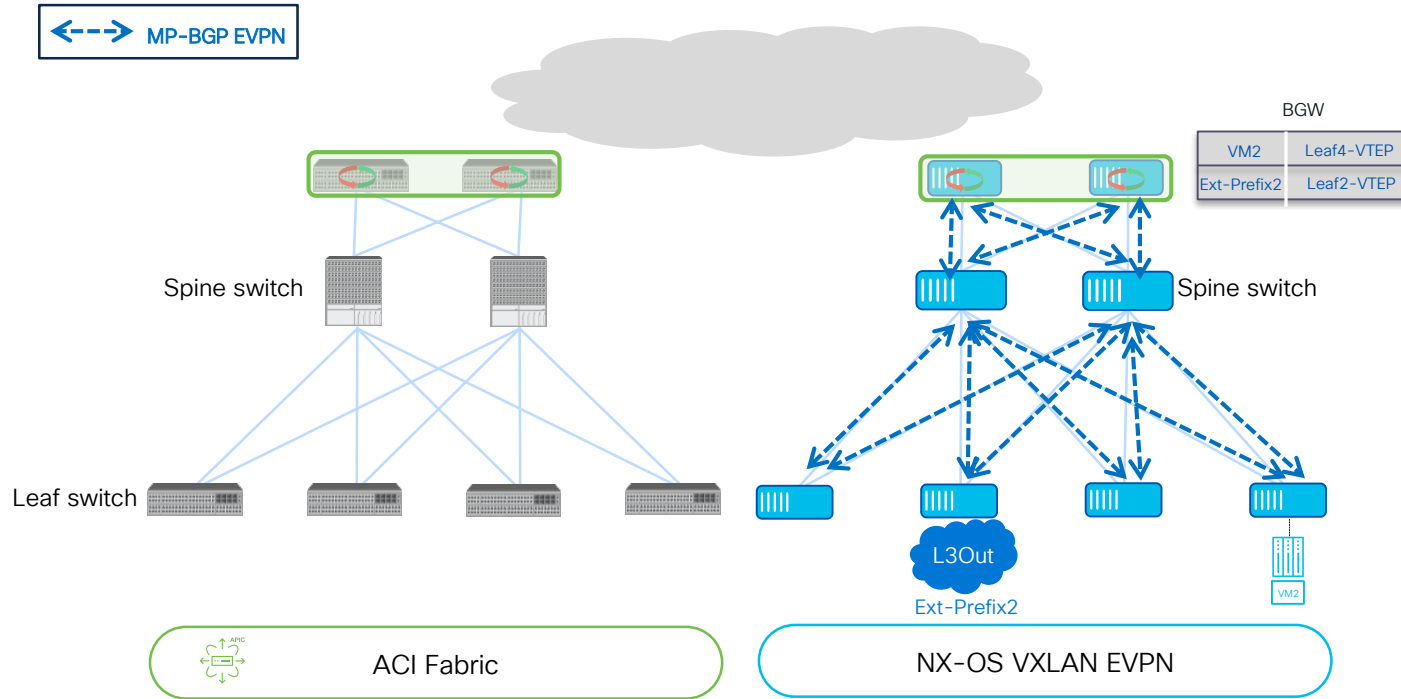 MP-BGP EVPN
BGW
VM2 Leaf4-VTEP
Ext-Prefix2 Leaf2-VTEP
Spine switch
Spine switch
Leaf switch
L3Out
Ext-Prefix2
VM2
APIC
ACI Fabric
NX-OS VXLAN EVPN